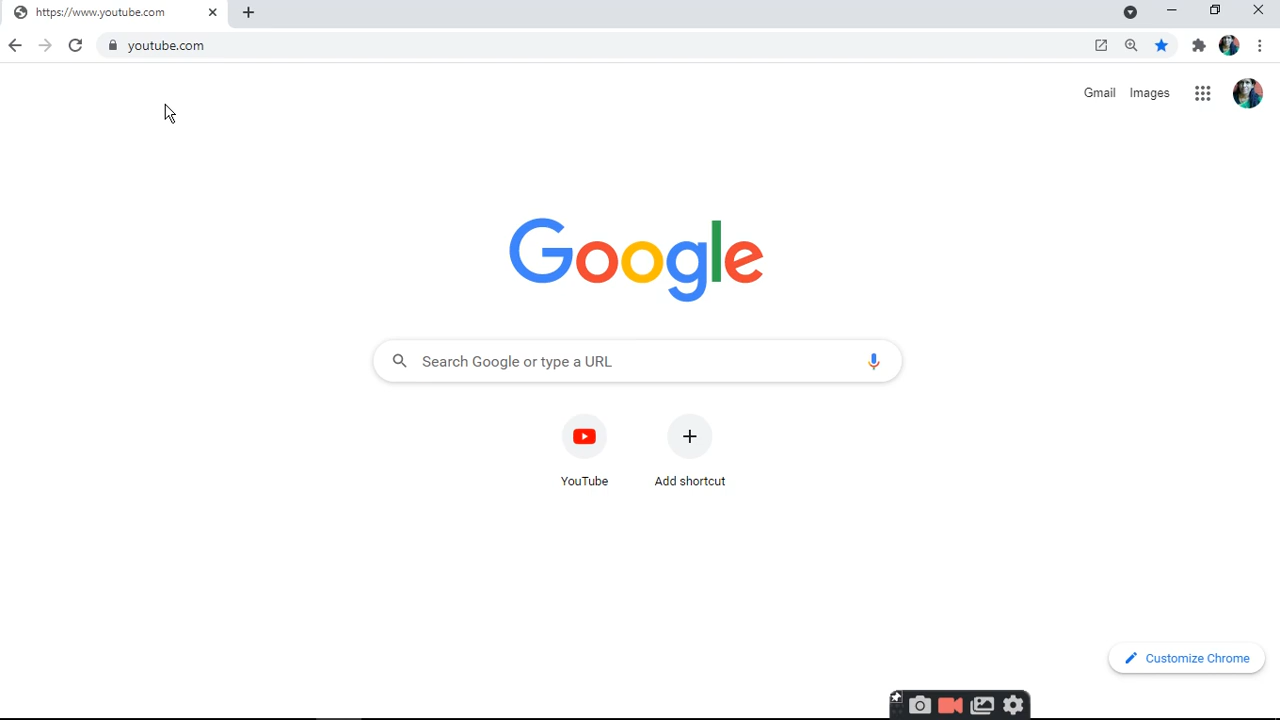 https://www.youtube.com
youtube.com
Gmail Images
Google
Search Google or type a URL
YouTube Add shortcut
Customize Chrome